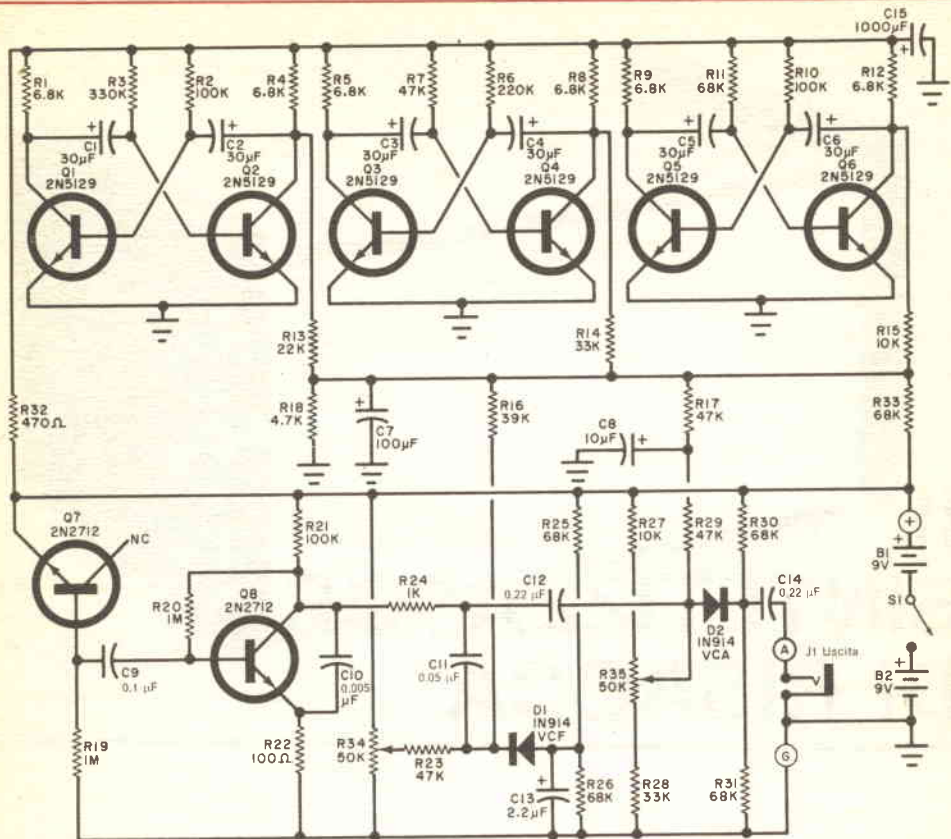 C15
1000µF
+
R1
6.8K
R3
330K
R2
100K
R4
6.8K
R5
6.8K
R7
47K
R6
220K
R8
6.8K
R9
6.8K
R11
68K
R10
100K
R12
6.8K
+
C1
30µF
+
C2
30µF
+
C3
30µF
+
C4
30µF
+
C5
30µF
+
C6
30µF
Q1
2N5129
Q2
2N5129
Q3
2N5129
Q4
2N5129
Q5
2N5129
Q6
2N5129
R13
22K
R14
33K
R15
10K
R32
470Ω
R18
4.7K
+
C7
100µF
R16
39K
C8
10µF
+
R17
47K
R33
68K
Q7
2N2712
NC
R21
100K
R25
68K
R27
10K
R29
47K
R30
68K
+
+
B1
9V
S1
R20
1M
Q8
2N2712
R24
1K
C12
0.22 µF
C14
0.22 µF
D2
1N914
VCA
C9
0.1 µF
C10
0.005
µF
C11
0.05 µF
R35
50K
A
J1 Uscita
+
B2
9V
R19
1M
R22
100Ω
R34
50K
R23
47K
D1
1N914
VCF
+
C13
2.2µF
R26
68K
R28
33K
R31
68K
G